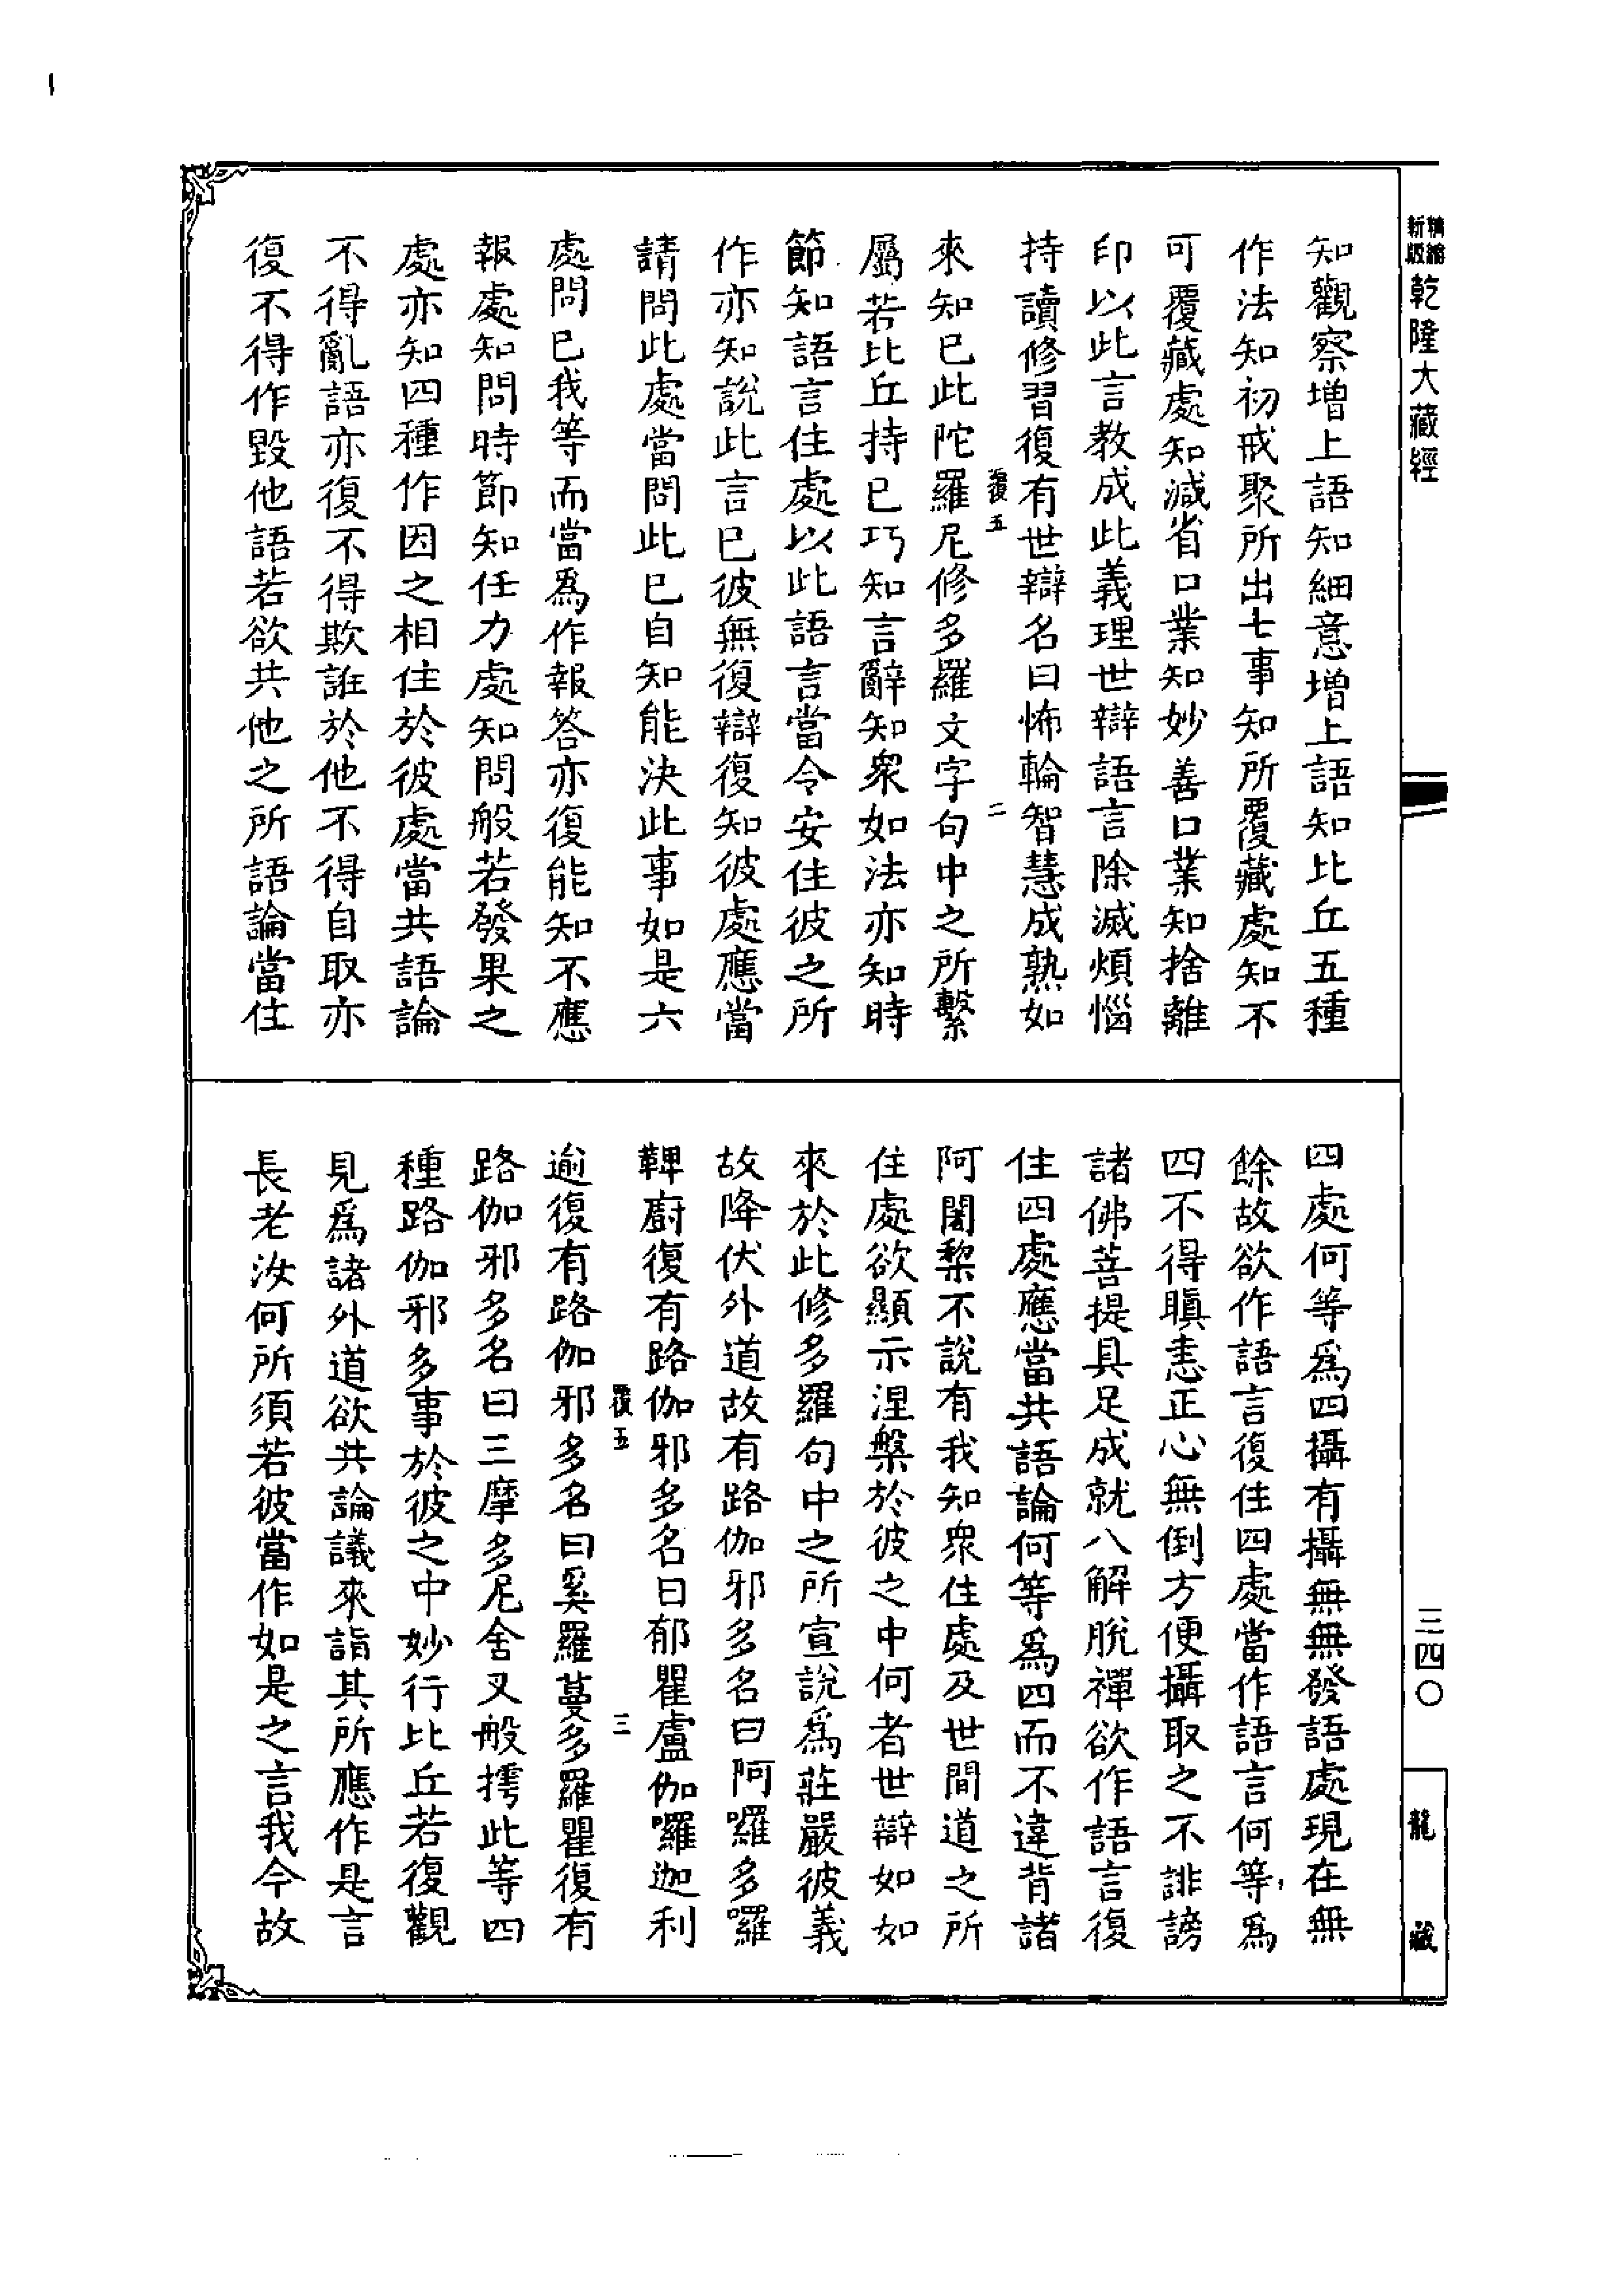 精縮新版乾隆大藏經
知觀察增上語知細意增上語知比丘五種
作法知初戒聚所出七事知所覆藏處知不
可覆藏處知減省口業知妙善口業知捨離
印以此言教成此義理世辯語言除滅煩惱
持讀修習復有世辯名曰怖輪智慧成熟如
覆五
二
來知已此陀羅尼修多羅文字句中之所繫
屬若比丘持已巧知言辭知衆如法亦知時
節知語言住處以此語言當令安住彼之所
作亦知說此言已彼無復辯復知彼處應當
請問此處當問此已自知能決此事如是六
處問已我等而當爲作報答亦復能知不應
報處知問時節知任力處知問般若發果之
處亦知四種作因之相住於彼處當共語論
不得亂語亦復不得欺誑於他不得自取亦
復不得作毀他語若欲共他之所語論當住
四處何等爲四攝有攝無無發語處現在無
餘故欲作語言復住四處當作語言何等爲
四不得瞋恚正心無倒方便攝取之不誹謗
諸佛菩提具足成就八解脫禪欲作語言復
住四處應當共語論何等爲四而不違背諸
阿闍黎不說有我知衆住處及世間道之所
住處欲顯示涅槃於彼之中何者世辯如如
來於此修多羅句中之所宣說爲莊嚴彼義
故降伏外道故有路伽邪多名曰阿囉多囉
鞞廚復有路伽邪多名曰郁瞿盧伽囉迦利
覆五
三
逾復有路伽邪多名曰奚羅蔓多羅瞿復有
路伽邪多名曰三摩多尼舍叉般摴此等四
種路伽邪多事於彼之中妙行比丘若復觀
見爲諸外道欲共論議來詣其所應作是言
長老汝何所須若彼當作如是之言我今故
三四〇
龍藏